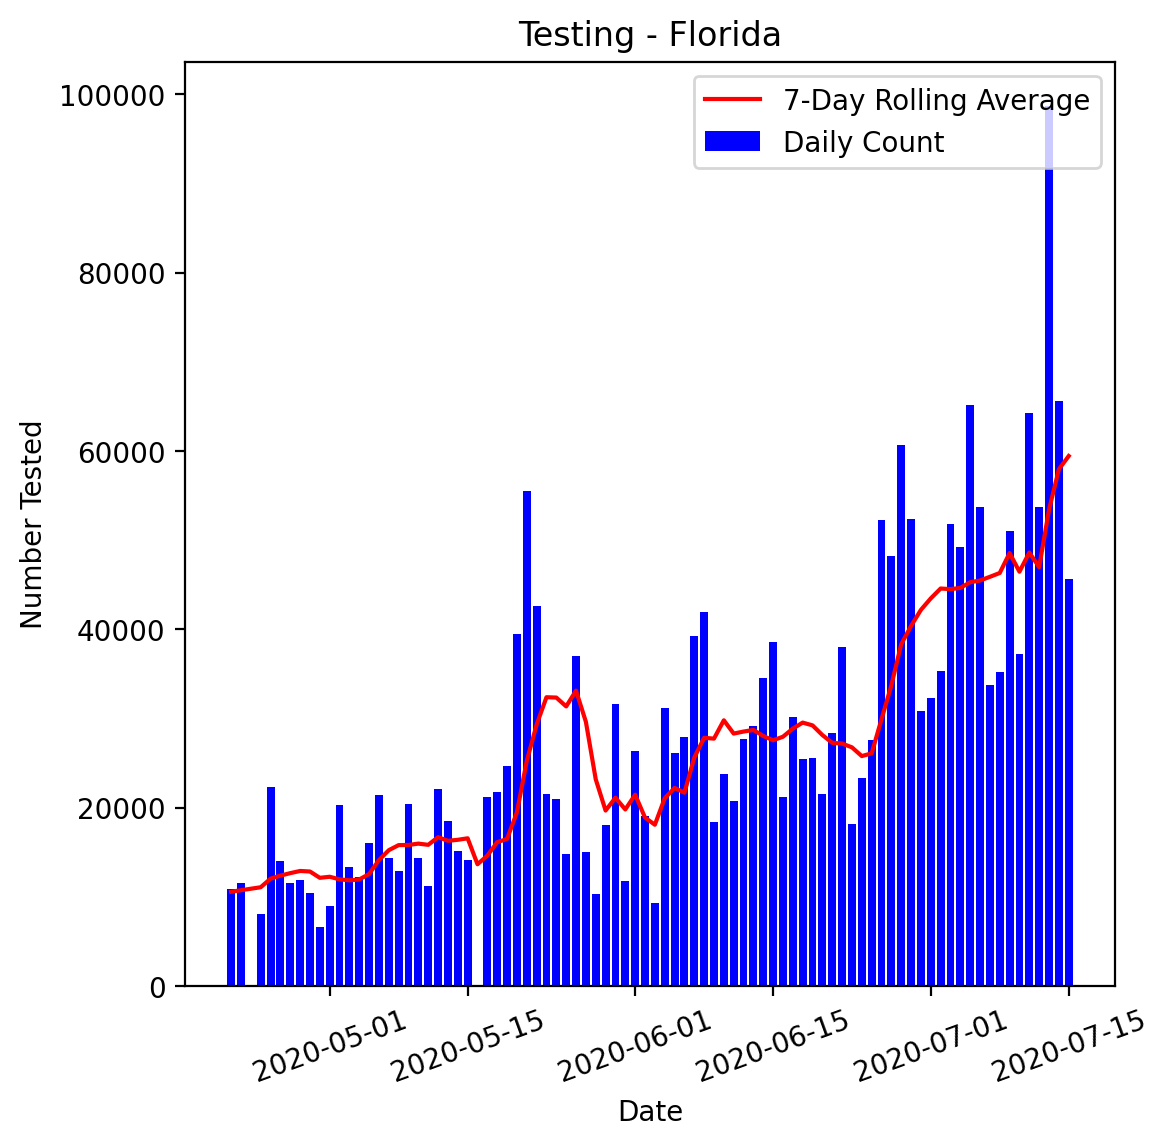 Testing - Florida
7-Day Rolling Average
Daily Count
100000
80000
60000
40000
20000
0
Number Tested
2020-05-01
2020-05-15
2020-06-01
2020-06-15
2020-07-01
2020-07-15
Date